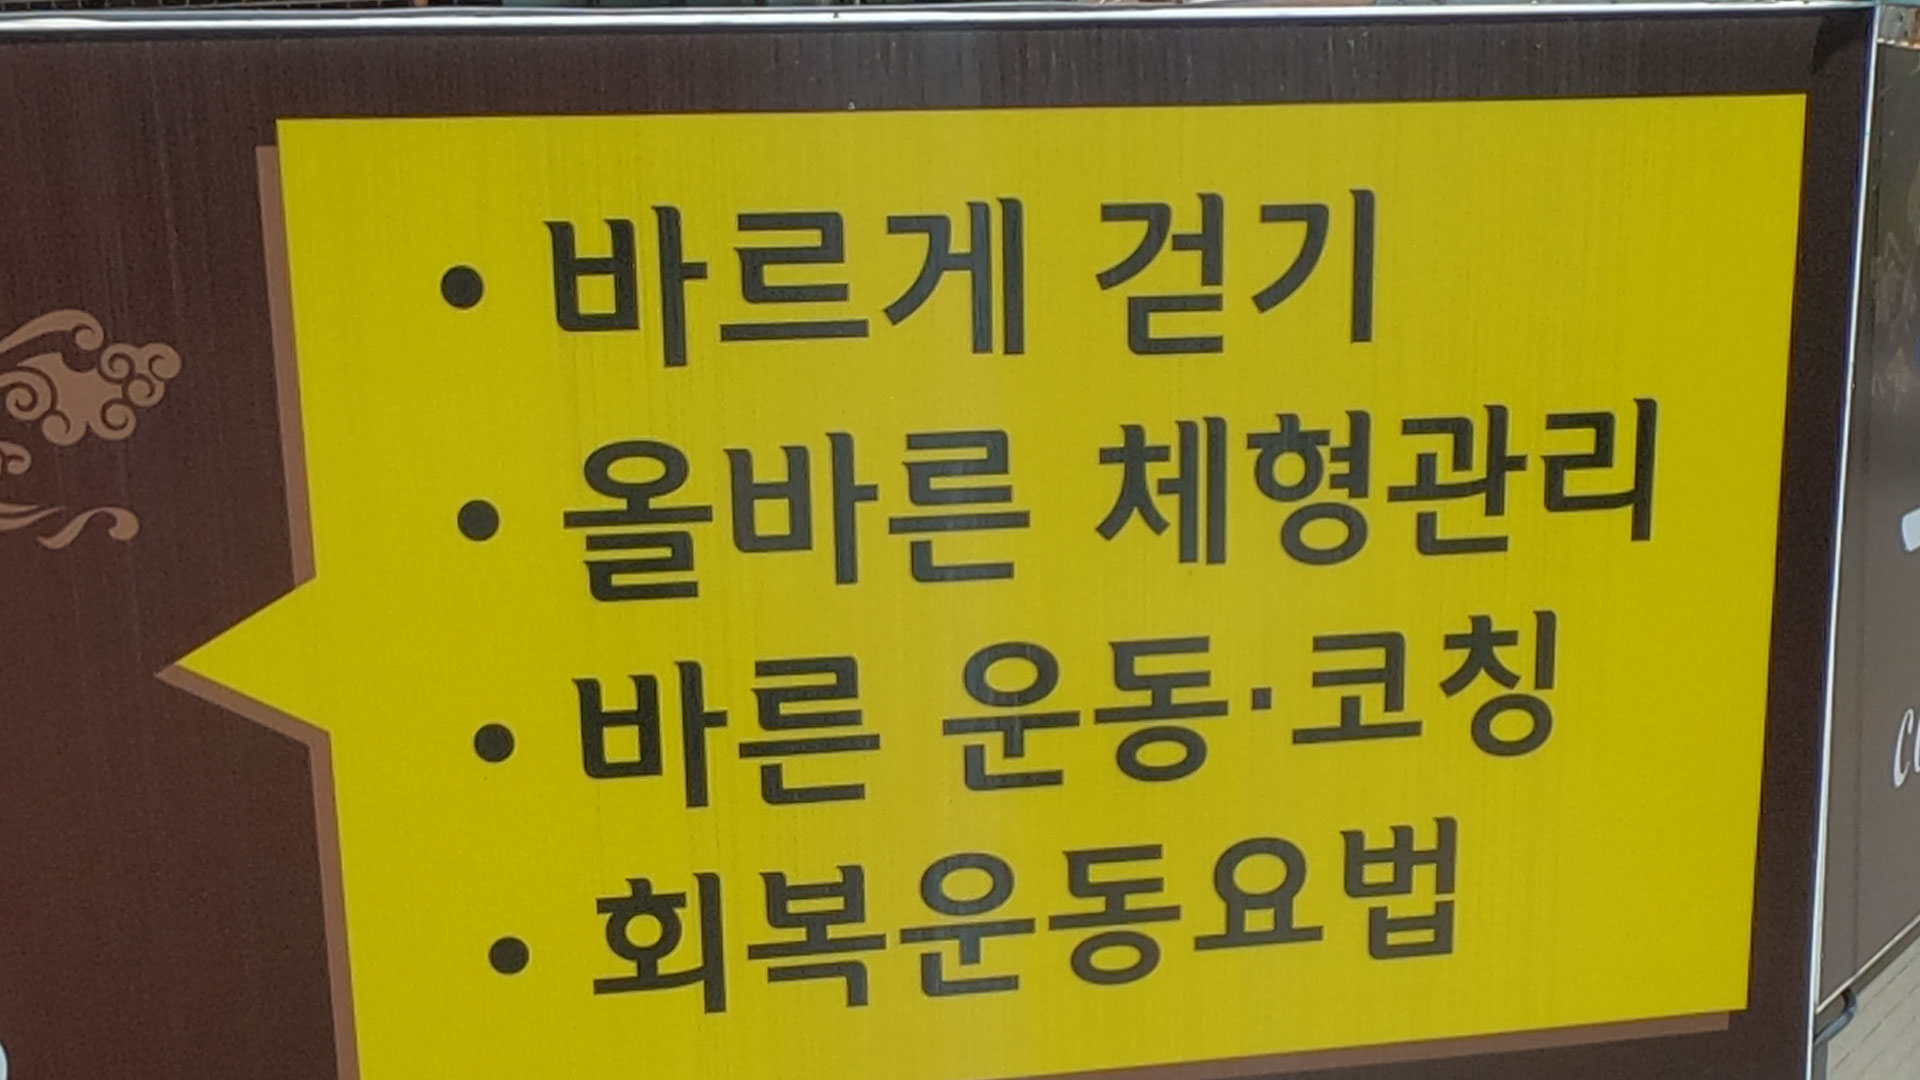 • 바르게 걷기
• 올바른 체형관리
• 바른 운동·코칭
• 회복운동요법